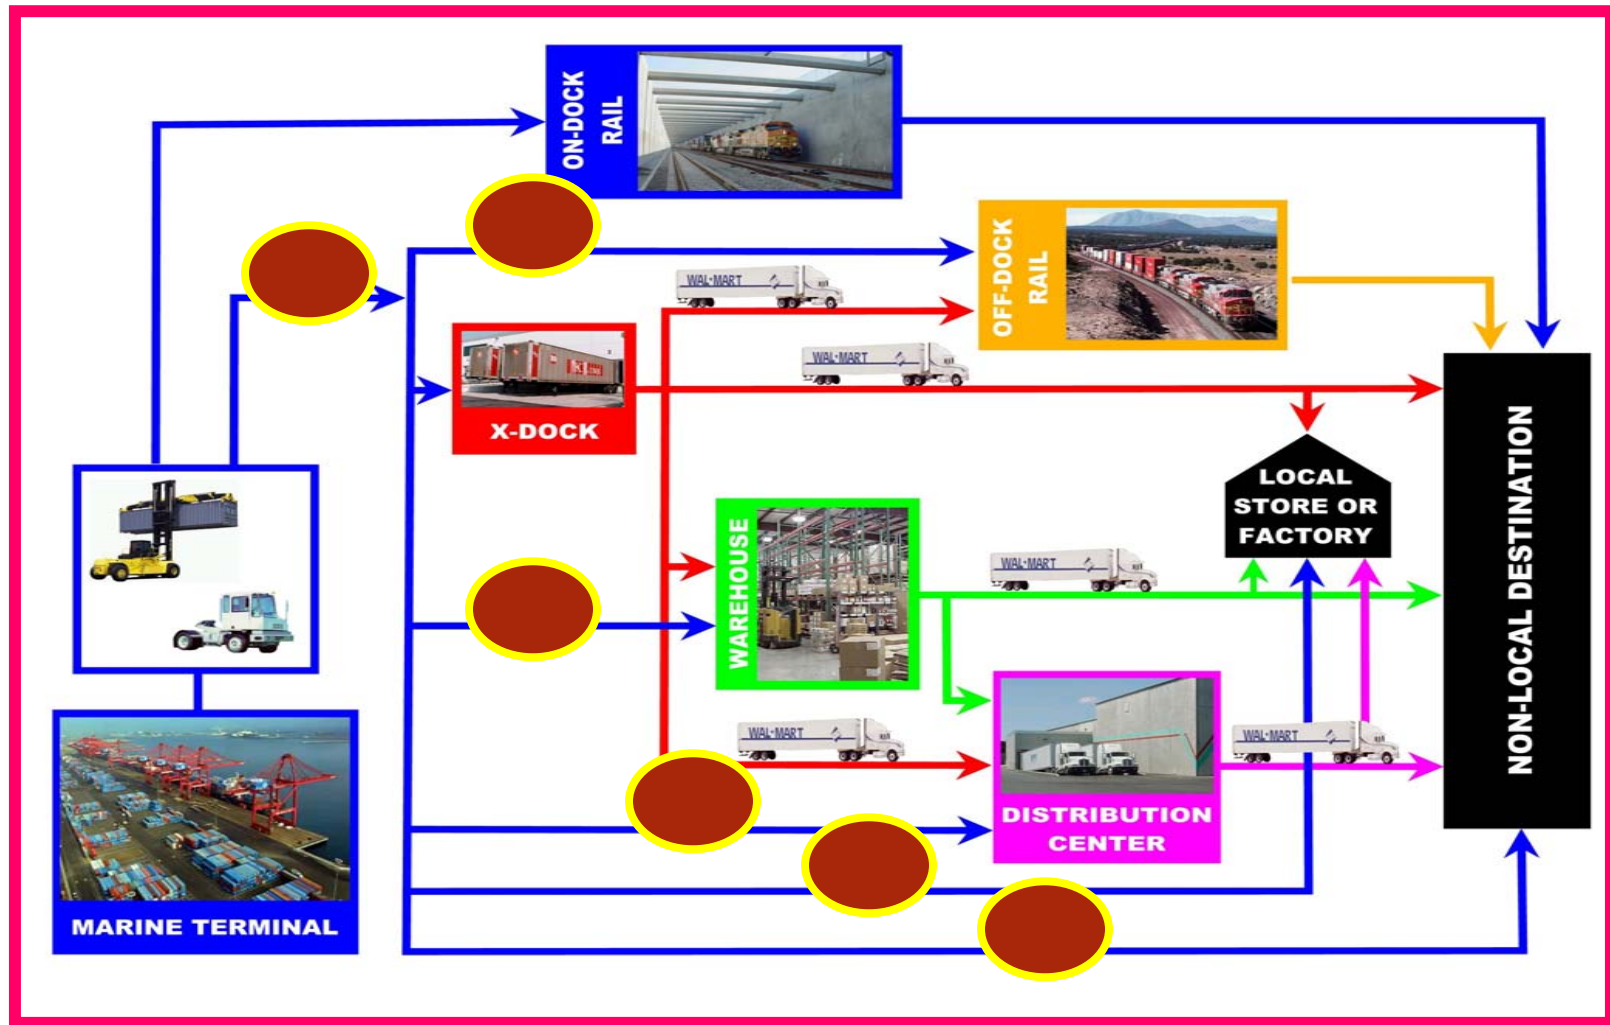 ON-DOCK
RAIL
OFF-DOCK
RAIL
WAL-MART
WAL-MART
X-DOCK
LOCAL
STORE OR
FACTORY
WAREHOUSE
WAL-MART
NON-LOCAL DESTINATION
WAL-MART
WAL-MART
DISTRIBUTION
CENTER
MARINE TERMINAL